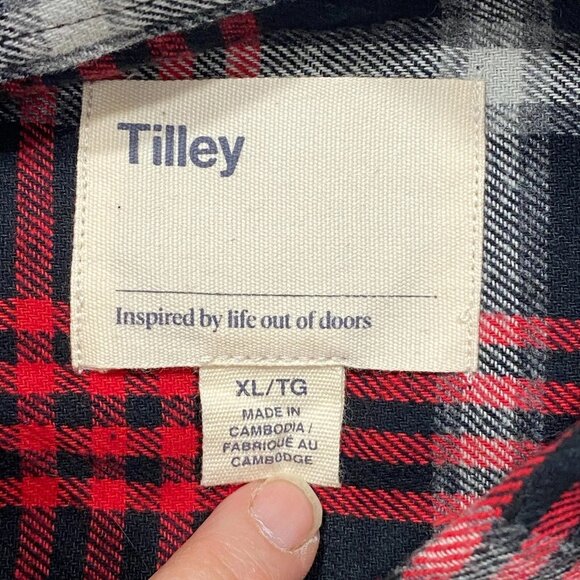 Tilley
Inspired by life out of doors
XL/TG
MADE IN
CAMBODIA/
FABRIQUÉ AU
CAMBODGE